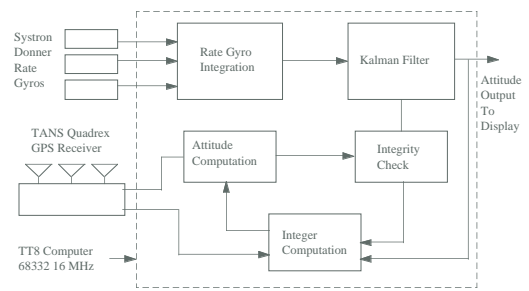 Systron
Donner
Rate
Gyros
Rate Gyro
Integration
Kalman Filter
Attitude
Output
To
Display
TANS Quadrex
GPS Receiver
Attitude
Computation
Integrity
Check
Integer
Computation
TT8 Computer
68332 16 MHz